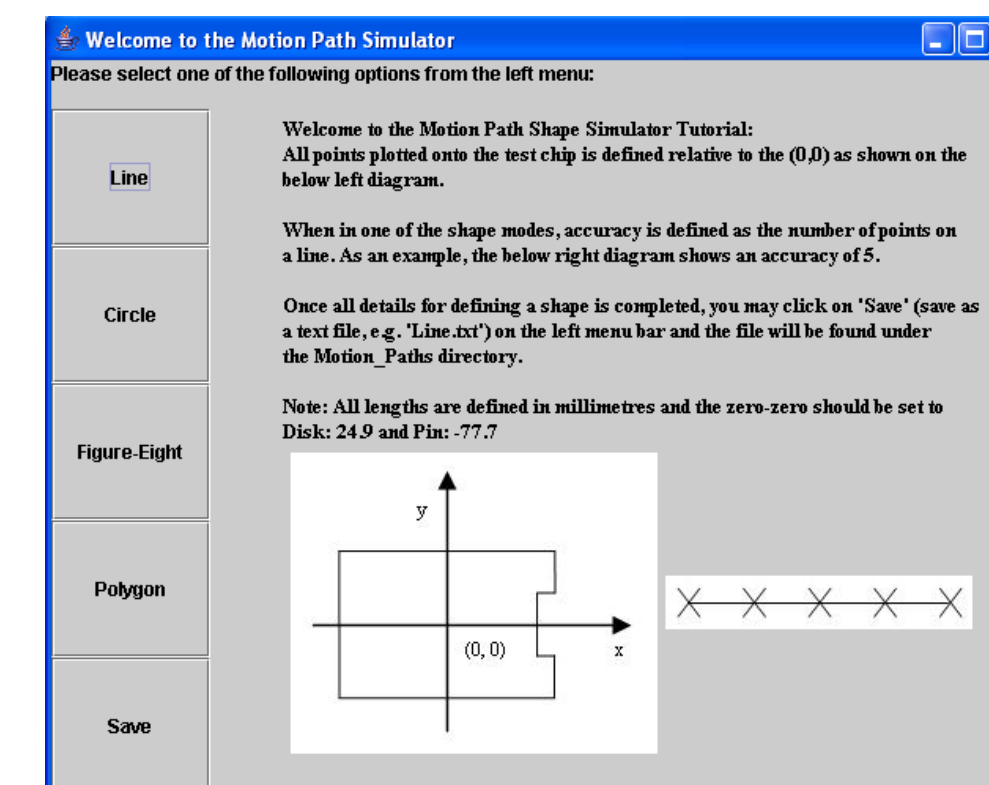 Welcome to the Motion Path Simulator
Please select one of the following options from the left menu:
Line
Circle
Figure-Eight
Polygon
Save
Welcome to the Motion Path Shape Simulator Tutorial:
All points plotted onto the test chip is defined relative to the (0,0) as shown on the
below left diagram.
When in one of the shape modes, accuracy is defined as the number of points on
a line. As an example, the below right diagram shows an accuracy of 5.
Once all details for defining a shape is completed, you may click on 'Save' (save as
a text file, e.g. 'Line.txt') on the left menu bar and the file will be found under
the Motion_Paths directory.
Note: All lengths are defined in millimetres and the zero-zero should be set to
Disk: 24.9 and Pin: -77.7
y
(0, 0)
x